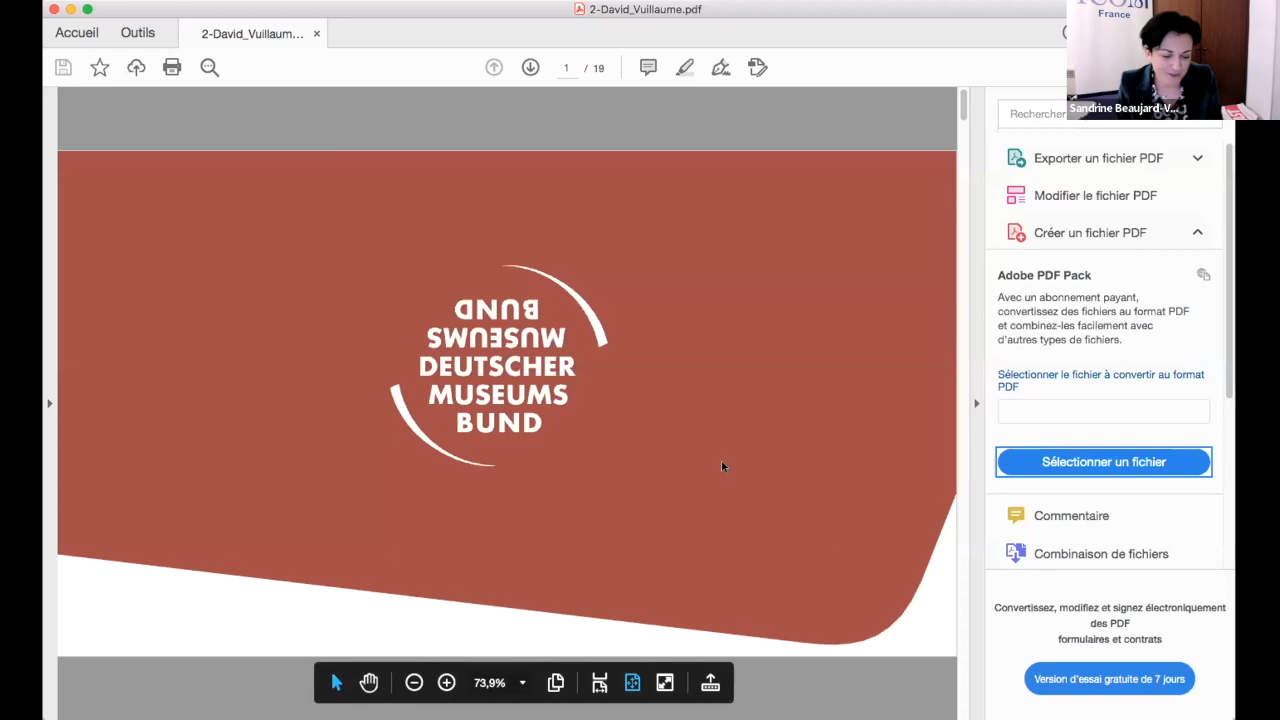 2-David_Vuillaume.pdf
Accueil
Outils
2-David_Vuillaum...
×
1 / 19
France
Sandrine Beaujard-V...
Rechercher
Exporter un fichier PDF
Modifier le fichier PDF
Créer un fichier PDF
Adobe PDF Pack
Avec un abonnement payant,
convertissez des fichiers au format PDF
et combinez-les facilement avec
d'autres types de fichiers.
Sélectionner le fichier à convertir au format
PDF
Sélectionner un fichier
Commentaire
Combinaison de fichiers
Convertissez, modifiez et signez électroniquement
des PDF
formulaires et contrats
Version d'essai gratuite de 7 jours
BUND
MUSEUMS
DEUTSCHER
MUSEUMS
BUND
73,9%